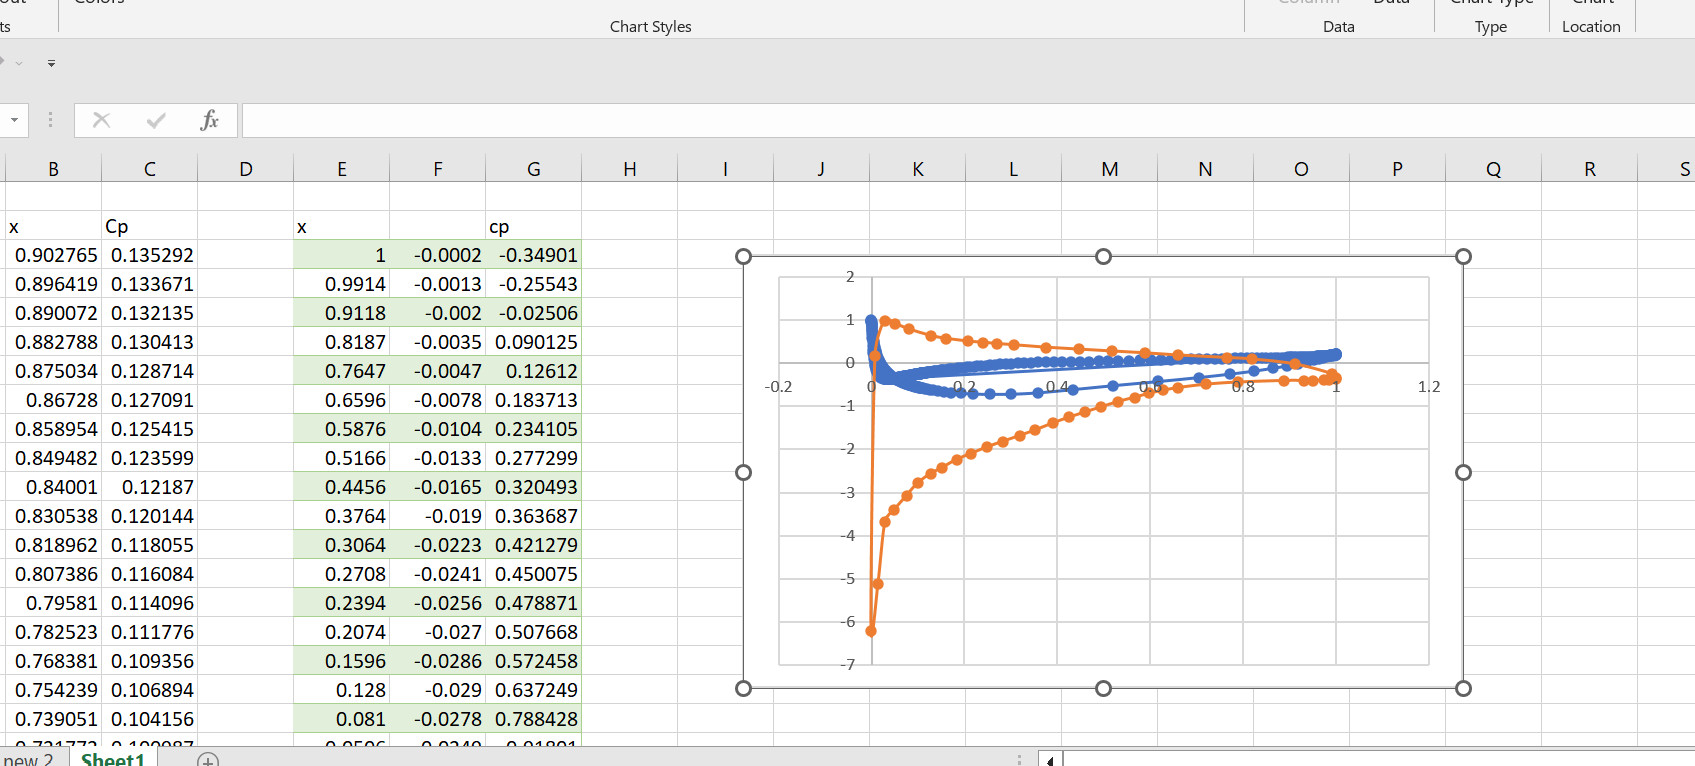 Colors
ts Chart Styles Data Type Location
Column Data Chart Type Chart
fx
B C D E F G H I J K L M N O P Q R S
x Cp x cp
0.902765 0.135292 1 -0.0002 -0.34901
0.896419 0.133671 0.9914 -0.0013 -0.25543
0.890072 0.132135 0.9118 -0.002 -0.02506
0.882788 0.130413 0.8187 -0.0035 0.090125
0.875034 0.128714 0.7647 -0.0047 0.12612
0.86728 0.127091 0.6596 -0.0078 0.183713
0.858954 0.125415 0.5876 -0.0104 0.234105
0.849482 0.123599 0.5166 -0.0133 0.277299
0.84001 0.12187 0.4456 -0.0165 0.320493
0.830538 0.120144 0.3764 -0.019 0.363687
0.818962 0.118055 0.3064 -0.0223 0.421279
0.807386 0.116084 0.2708 -0.0241 0.450075
0.79581 0.114096 0.2394 -0.0256 0.478871
0.782523 0.111776 0.2074 -0.027 0.507668
0.768381 0.109356 0.1596 -0.0286 0.572458
0.754239 0.106894 0.128 -0.029 0.637249
0.739051 0.104156 0.081 -0.0278 0.788428
2
1
0
-0.2 0 0.2 0.4 0.6 0.8 1 1.2
-1
-2
-3
-4
-5
-6
-7
new 2 Sheet1